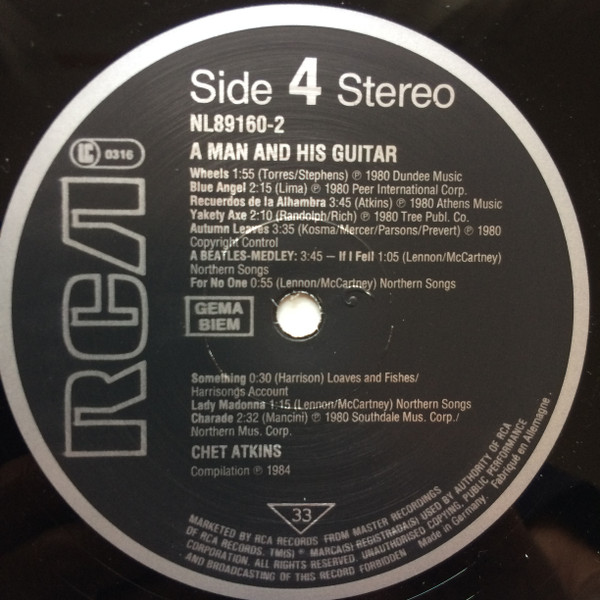 Side 4 Stereo
NL89160-2
A MAN AND HIS GUITAR
Wheels 1:55 (Torres/Stephens) ℗ 1980 Dundee Music
Blue Angel 2:15 (Lima) ℗ 1980 Peer International Corp.
Recuerdos de la Alhambra 3:45 (Atkins) ℗ 1980 Athens Music
Yakety Axe 2:10 (Randolph/Rich) ℗ 1980 Tree Publ. Co.
Autumn Leaves 3:35 (Kosma/Mercer/Parsons/Prevert) ℗ 1980
Copyright Control
A BEATLES-MEDLEY: 3:45 — If I Fell 1:05 (Lennon/McCartney)
Northern Songs
For No One 0:55 (Lennon/McCartney) Northern Songs
GEMA
BIEM
Something 0:30 (Harrison) Loaves and Fishes/
Harrisongs Account
Lady Madonna 1:15 (Lennon/McCartney) Northern Songs
Charade 2:32 (Mancini) ℗ 1980 Southdale Mus. Corp./
Northern Mus. Corp.
CHET ATKINS
Compilation ℗ 1984
33
RCA
LC 0316
MARKETED BY RCA RECORDS FROM MASTER RECORDINGS
OF RCA RECORDS. TM(S) ® MARCA(S) REGISTRADA(S) USED BY AUTHORITY OF RCA
CORPORATION. ALL RIGHTS RESERVED. UNAUTHORISED COPYING, PUBLIC PERFORMANCE
AND BROADCASTING OF THIS RECORD FORBIDDEN Made in Germany. Fabriqué en Allemagne.